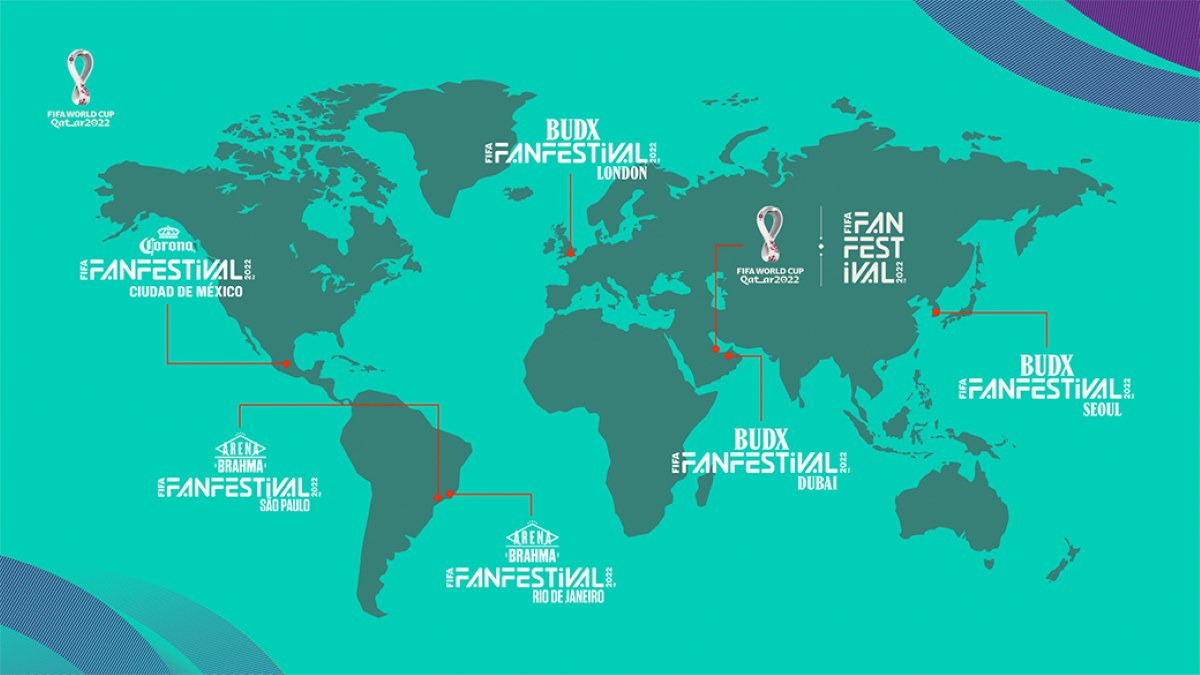 FIFA WORLD CUP
Qatar2022
BUDX
FIFA FANFESTiVAL 2022
LONDON
Corona
FIFA FANFESTiVAL 2022
CIUDAD DE MÉXICO
FIFA WORLD CUP
Qatar2022
FIFA FAN
FEST
iVAL 2022
BUDX
FIFA FANFESTiVAL 2022
SEOUL
ARENA
BRAHMA
FIFA FANFESTiVAL 2022
SÃO PAULO
BUDX
FIFA FANFESTiVAL 2022
DUBAI
ARENA
BRAHMA
FIFA FANFESTiVAL 2022
RIO DE JANEIRO